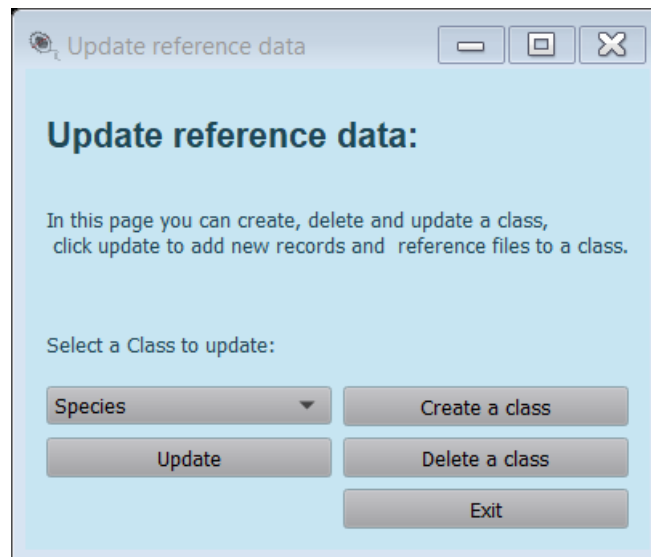 Update reference data
Update reference data:
In this page you can create, delete and update a class,
click update to add new records and  reference files to a class.
Select a Class to update:
Species
Create a class
Update
Delete a class
Exit